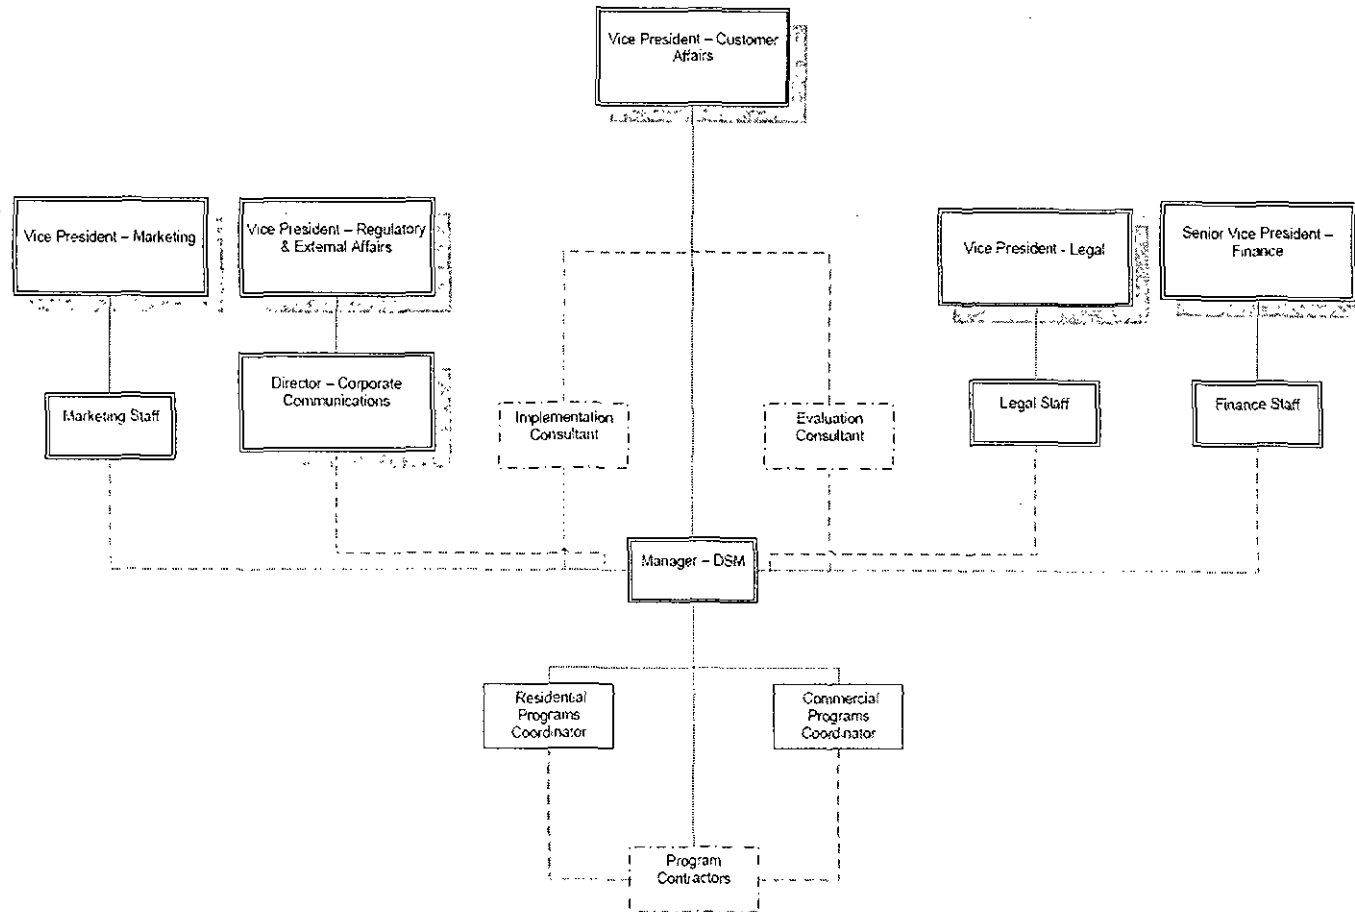 Vice President – Customer
Affairs
Vice President – Marketing
Vice President – Regulatory
& External Affairs
Vice President - Legal
Senior Vice President –
Finance
Director – Corporate
Communications
Marketing Staff
Implementation
Consultant
Evaluation
Consultant
Legal Staff
Finance Staff
Manager – DSM
Residential
Programs
Coordinator
Commercial
Programs
Coordinator
Program
Contractors